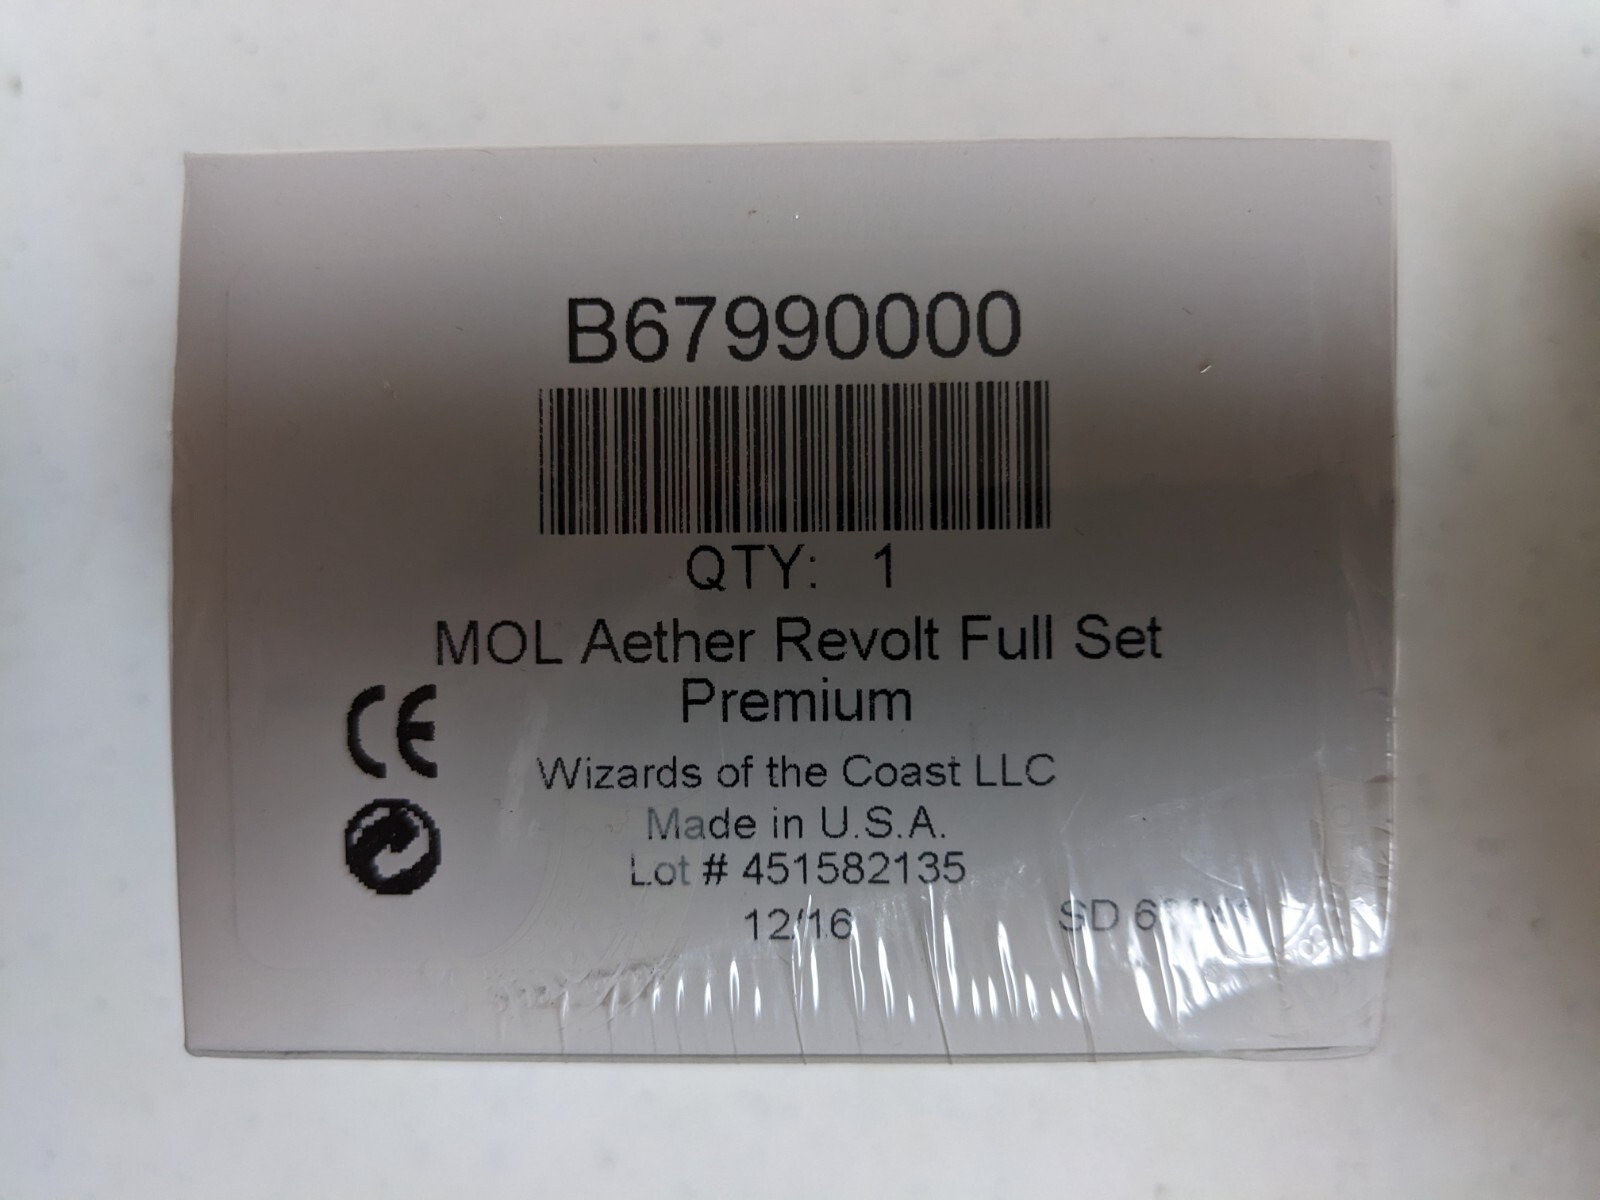 B67990000
QTY: 1
MOL Aether Revolt Full Set
Premium
CE
Wizards of the Coast LLC
Made in U.S.A.
Lot # 451582135
12/16
SD